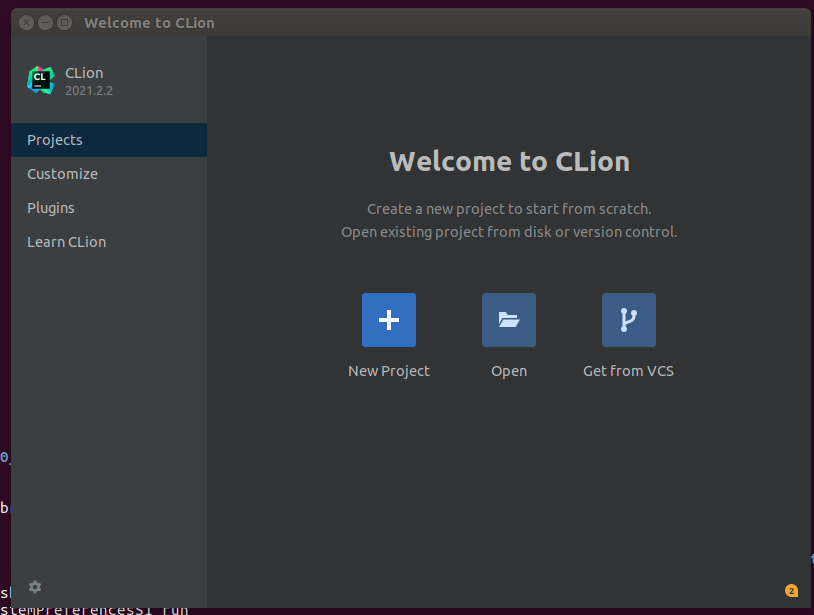 Welcome to CLion
CL
CLion
2021.2.2
Projects
Customize
Plugins
Learn CLion
Welcome to CLion
Create a new project to start from scratch.
Open existing project from disk or version control.
New Project
Open
Get from VCS
2